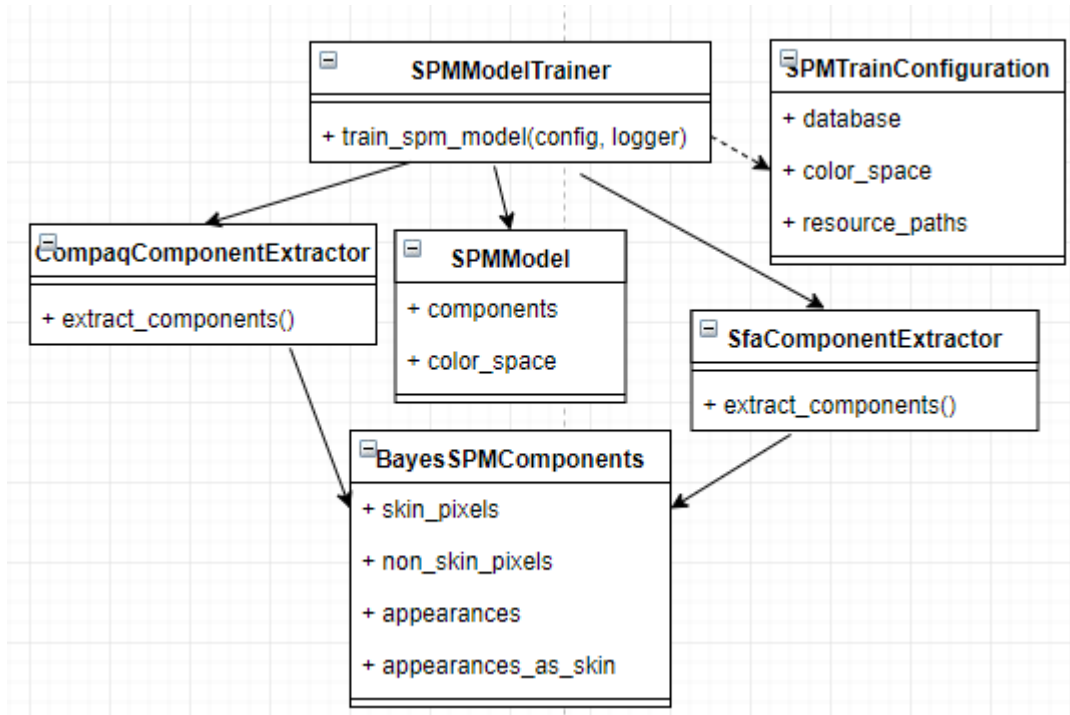 SPMModelTrainer
+ train_spm_model(config, logger)
SPMTrainConfiguration
+ database
+ color_space
+ resource_paths
CompaqComponentExtractor
+ extract_components()
SPMModel
+ components
+ color_space
SfaComponentExtractor
+ extract_components()
BayesSPMComponents
+ skin_pixels
+ non_skin_pixels
+ appearances
+ appearances_as_skin